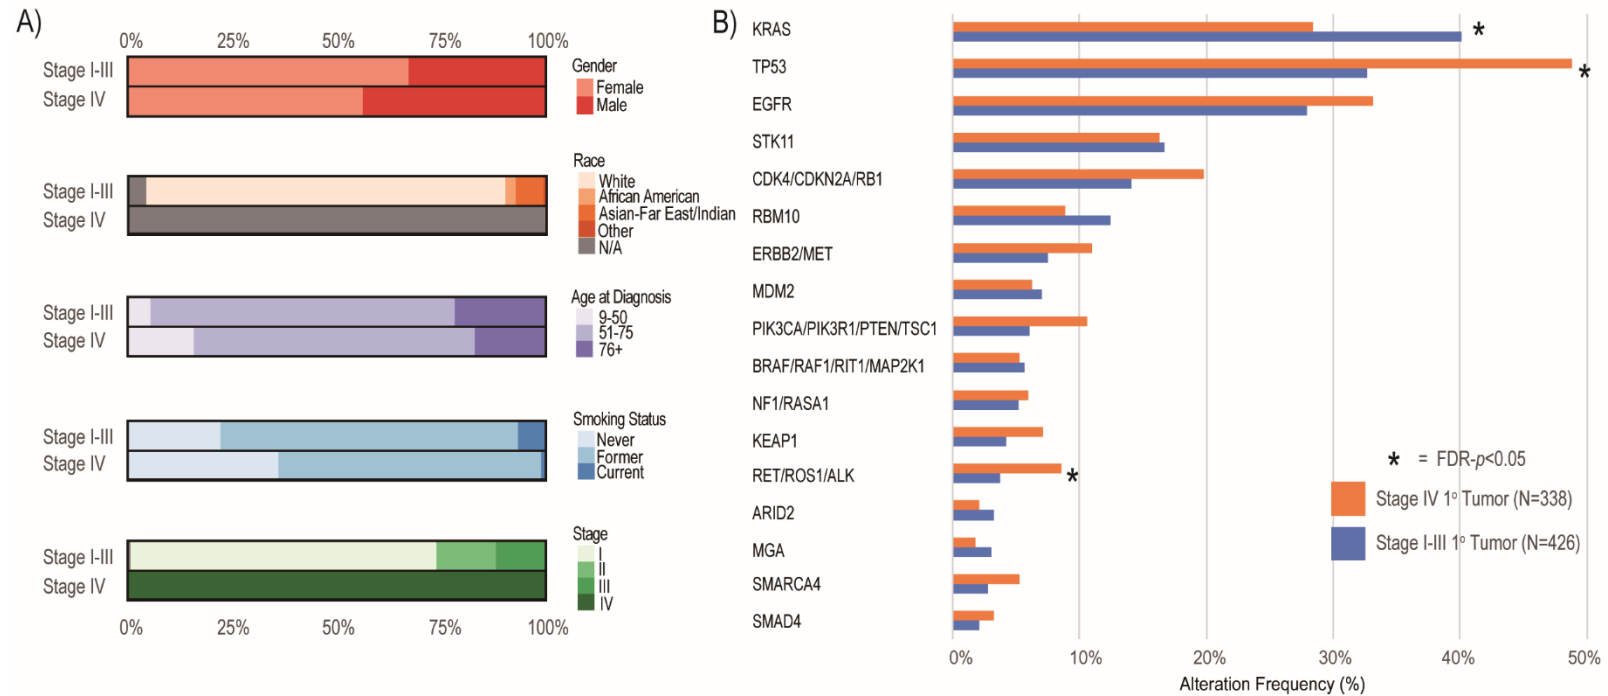 A)
0% 25% 50% 75% 100%
Stage I-III
Stage IV
Gender
Female
Male
Stage I-III
Stage IV
Race
White
African American
Asian-Far East/Indian
Other
N/A
Stage I-III
Stage IV
Age at Diagnosis
9-50
51-75
76+
Stage I-III
Stage IV
Smoking Status
Never
Former
Current
Stage I-III
Stage IV
Stage
I
II
III
IV
0% 25% 50% 75% 100%
B)
KRAS *
TP53 *
EGFR
STK11
CDK4/CDKN2A/RB1
RBM10
ERBB2/MET
MDM2
PIK3CA/PIK3R1/PTEN/TSC1
BRAF/RAF1/RIT1/MAP2K1
NF1/RASA1
KEAP1
RET/ROS1/ALK *
ARID2
MGA
SMARCA4
SMAD4
* = FDR-p<0.05
Stage IV 1° Tumor (N=338)
Stage I-III 1° Tumor (N=426)
0% 10% 20% 30% 40% 50%
Alteration Frequency (%)